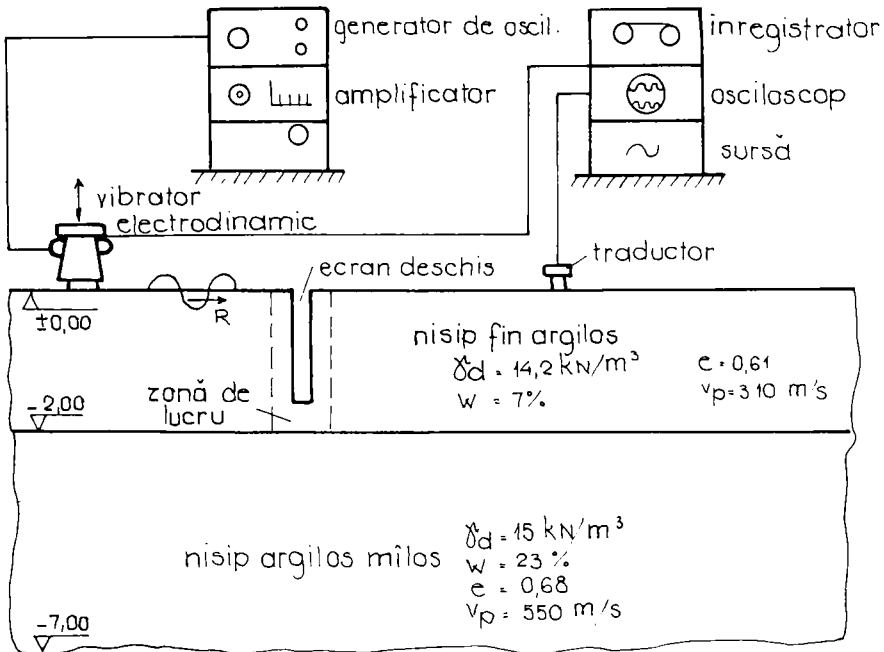 generator de oscil.
amplificator
inregistrator
osciloscop
sursă
vibrator
electrodinamic
ecran deschis
traductor
R
±0,00
nisip fin argilos
γd = 14,2 kN/m³
W = 7%
e = 0,61
vp = 310 m/s
zonă de
lucru
-2,00
nisip argilos mîlos
γd = 15 kN/m³
W = 23 %
e = 0,68
vp = 550 m/s
-7,00